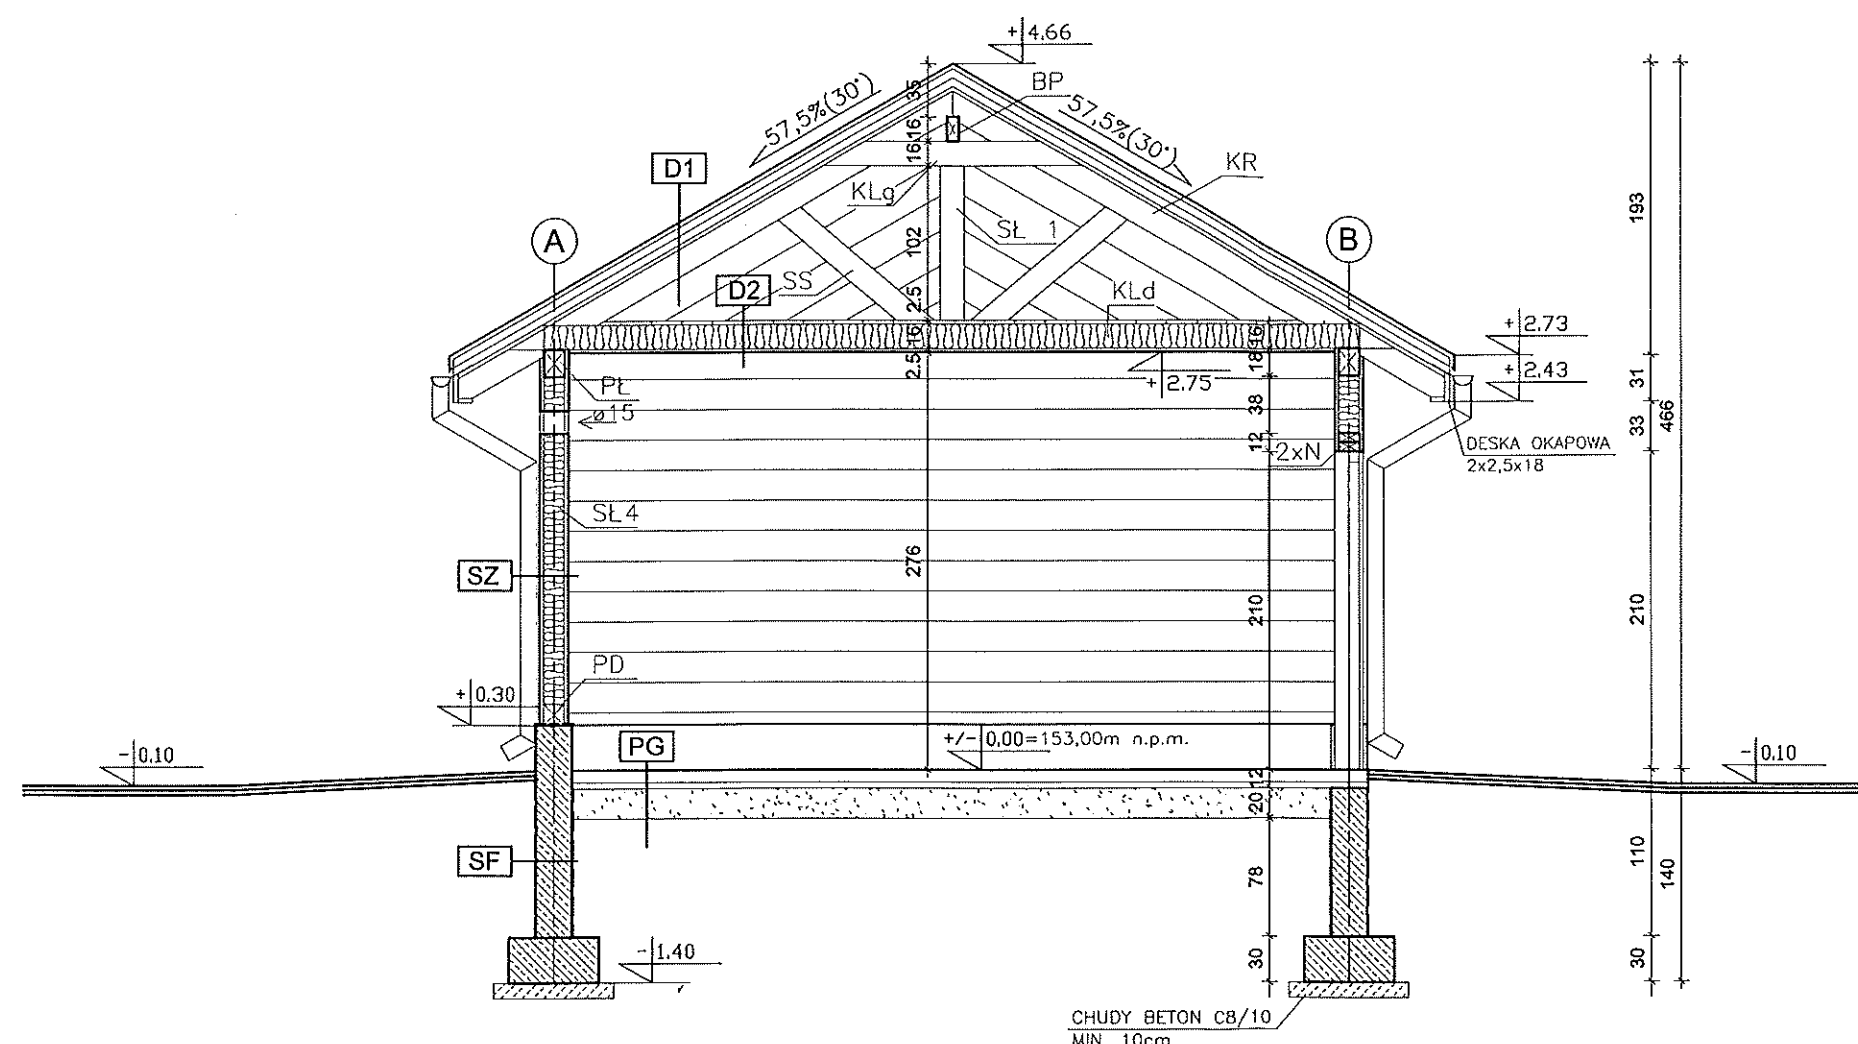 +4.66
35
BP
57,5%(30°)
57,5%(30°)
16
16
D1
KLg
KR
193
A
SŁ 1
B
102
SS
D2
KLd
2.5
16
16
+2.73
2.5
18
+2.75
+2.43
31
PŁ
ø15
38
33
466
12
2xN
DESKA OKAPOWA
2x2,5x18
SŁ4
276
SZ
210
210
PD
+0.30
PG
+/- 0,00=153,00m n.p.m.
-0.10
-0.10
12
20
SF
78
110
140
-1.40
30
30
CHUDY BETON C8/10
MIN. 10cm